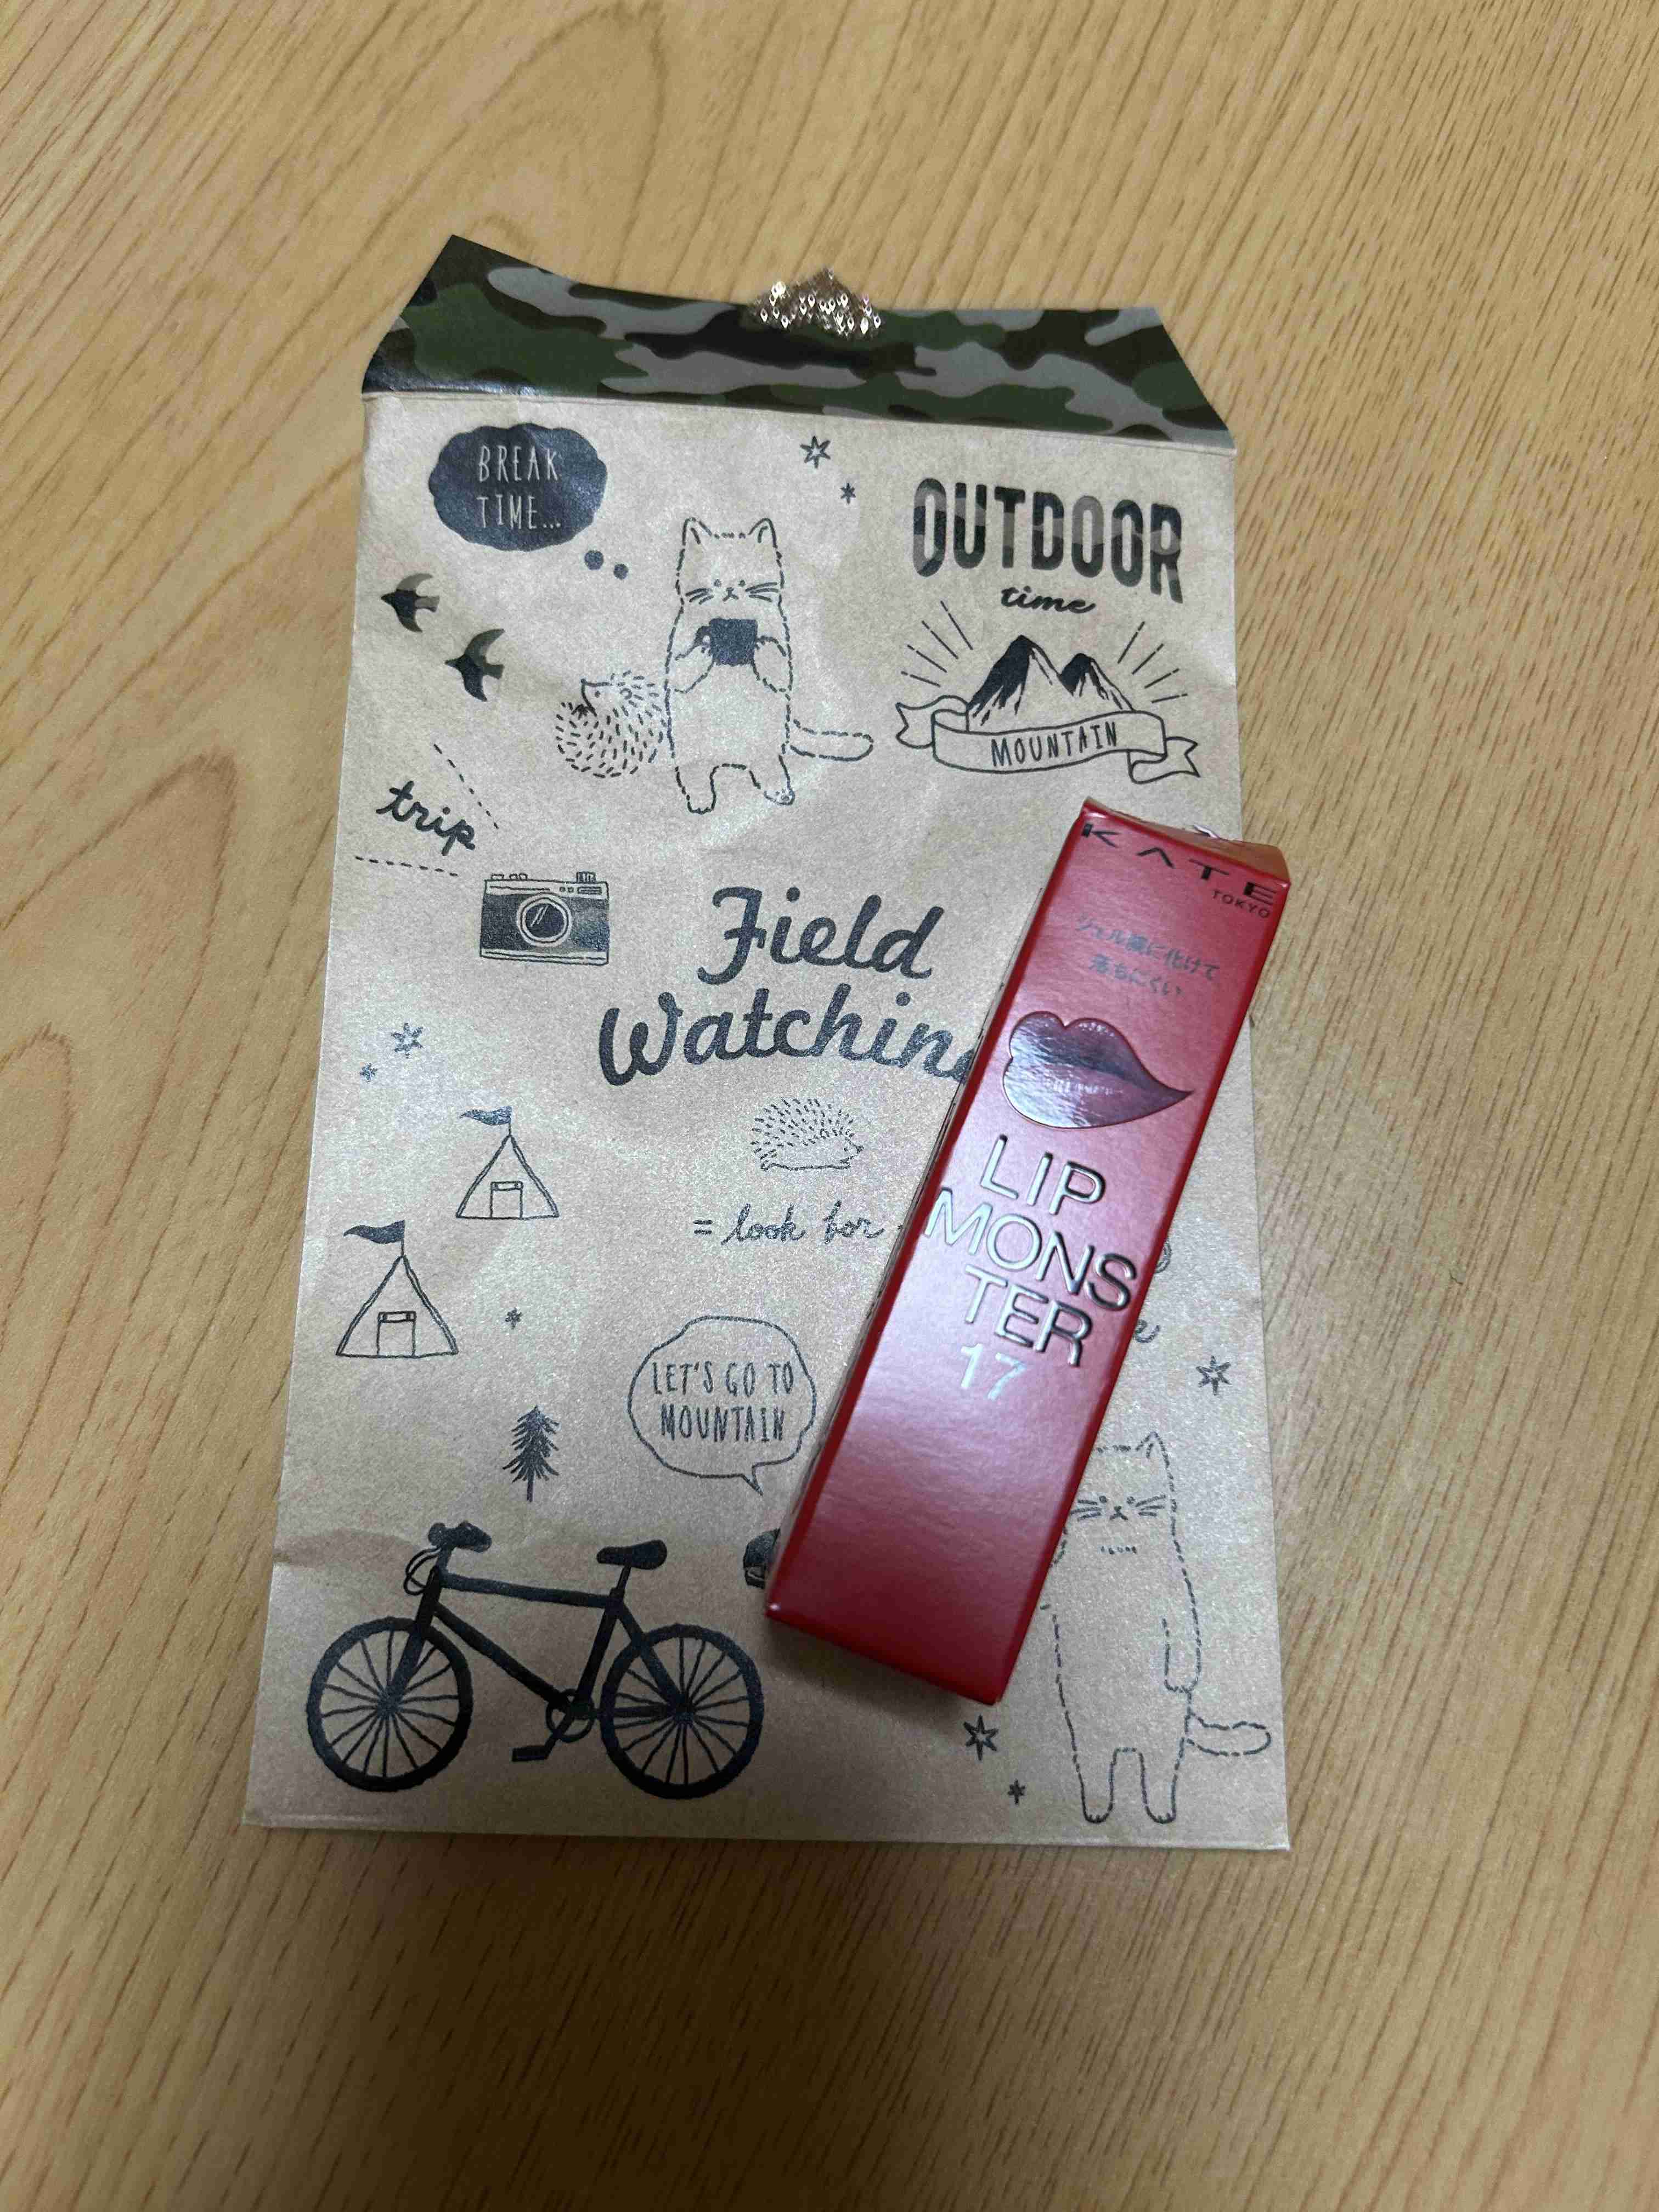 BREAK
TIME...
OUTDOOR
time
MOUNTAIN
trip
Field
Watching
= look for
LET'S GO TO
MOUNTAIN
KATE
TOKYO
ジェル膜に化けて
落ちにくい
LIP
MONS
TER
17